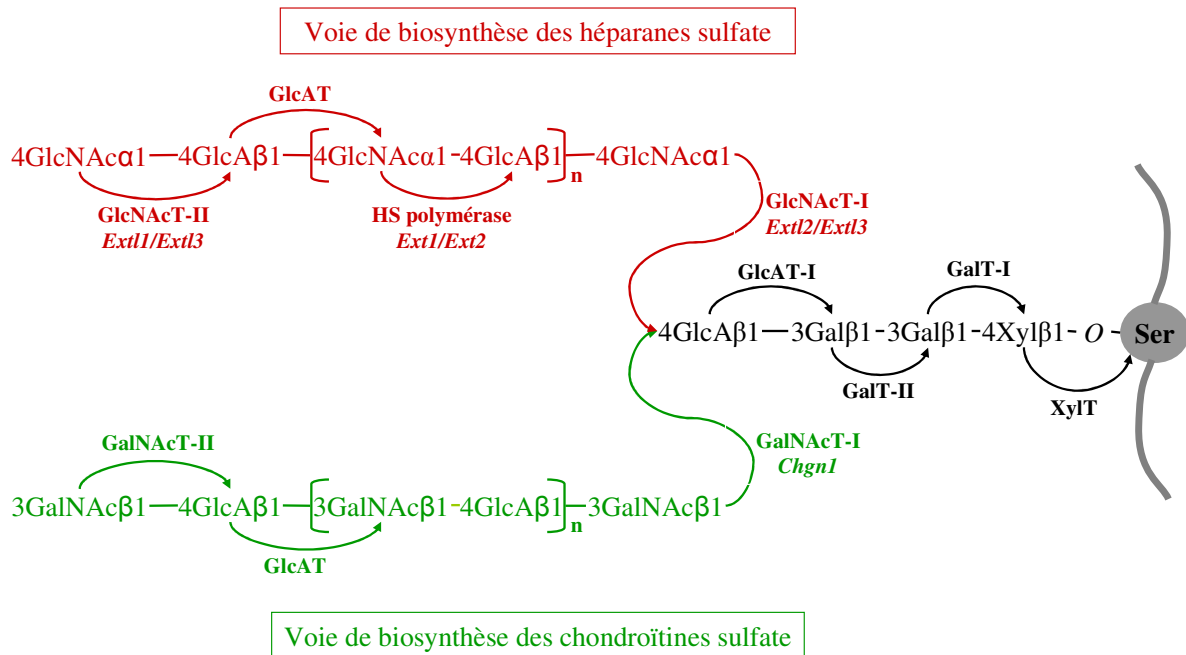 Voie de biosynthèse des héparanes sulfate
GlcAT
4GlcNAcα1—4GlcAβ1—[4GlcNAcα1-4GlcAβ1]n—4GlcNAcα1
GlcNAcT-II
Extl1/Extl3
HS polymérase
Ext1/Ext2
GlcNAcT-I
Extl2/Extl3
GlcAT-I
GalT-I
4GlcAβ1—3Galβ1-3Galβ1-4Xylβ1-O-Ser
GalT-II
XylT
GalNAcT-I
Chgn1
GalNAcT-II
3GalNAcβ1—4GlcAβ1—[3GalNAcβ1-4GlcAβ1]n—3GalNAcβ1
GlcAT
Voie de biosynthèse des chondroïtines sulfate